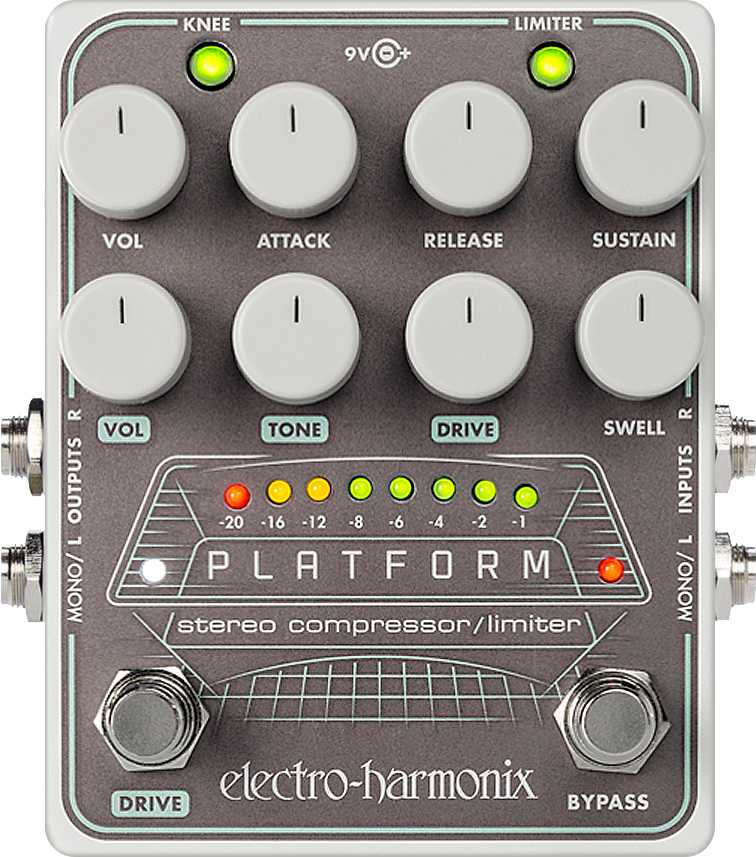 KNEE
LIMITER
9V
+
VOL
ATTACK
RELEASE
SUSTAIN
VOL
TONE
DRIVE
SWELL
MONO/ L OUTPUTS R
MONO/ L INPUTS R
-20 -16 -12 -8 -6 -4 -2 -1
PLATFORM
stereo compressor/limiter
electro-harmonix
DRIVE
BYPASS